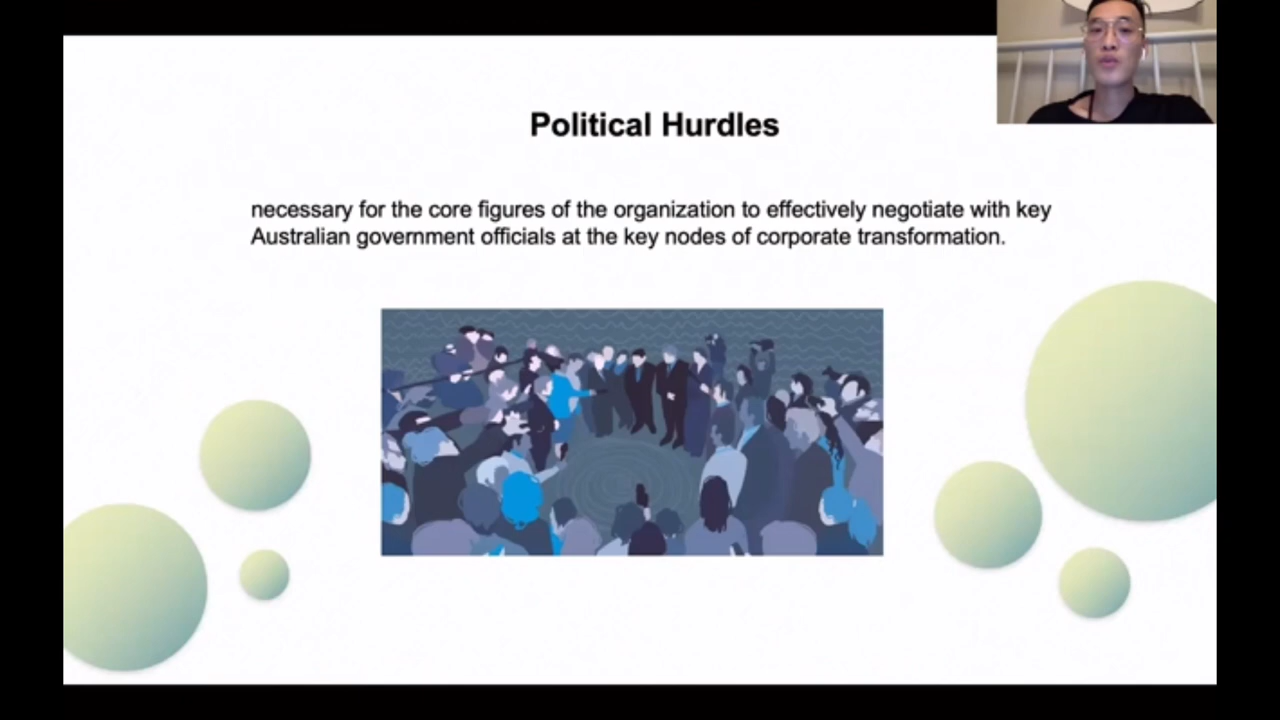 Political Hurdles
necessary for the core figures of the organization to effectively negotiate with key
Australian government officials at the key nodes of corporate transformation.